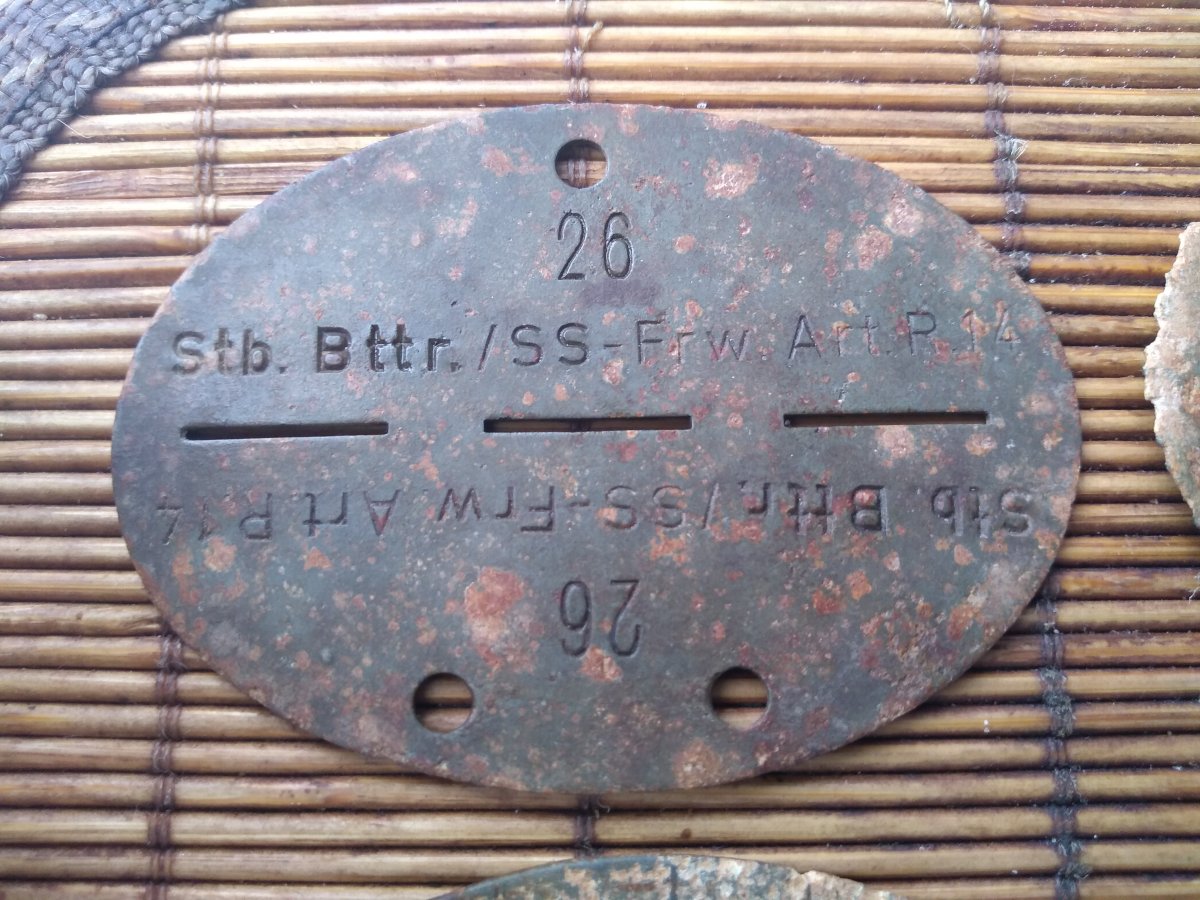 26
Stb. Bttr./SS-Frw. Art.R.14
Stb. Bttr./SS-Frw. Art.R.14
26